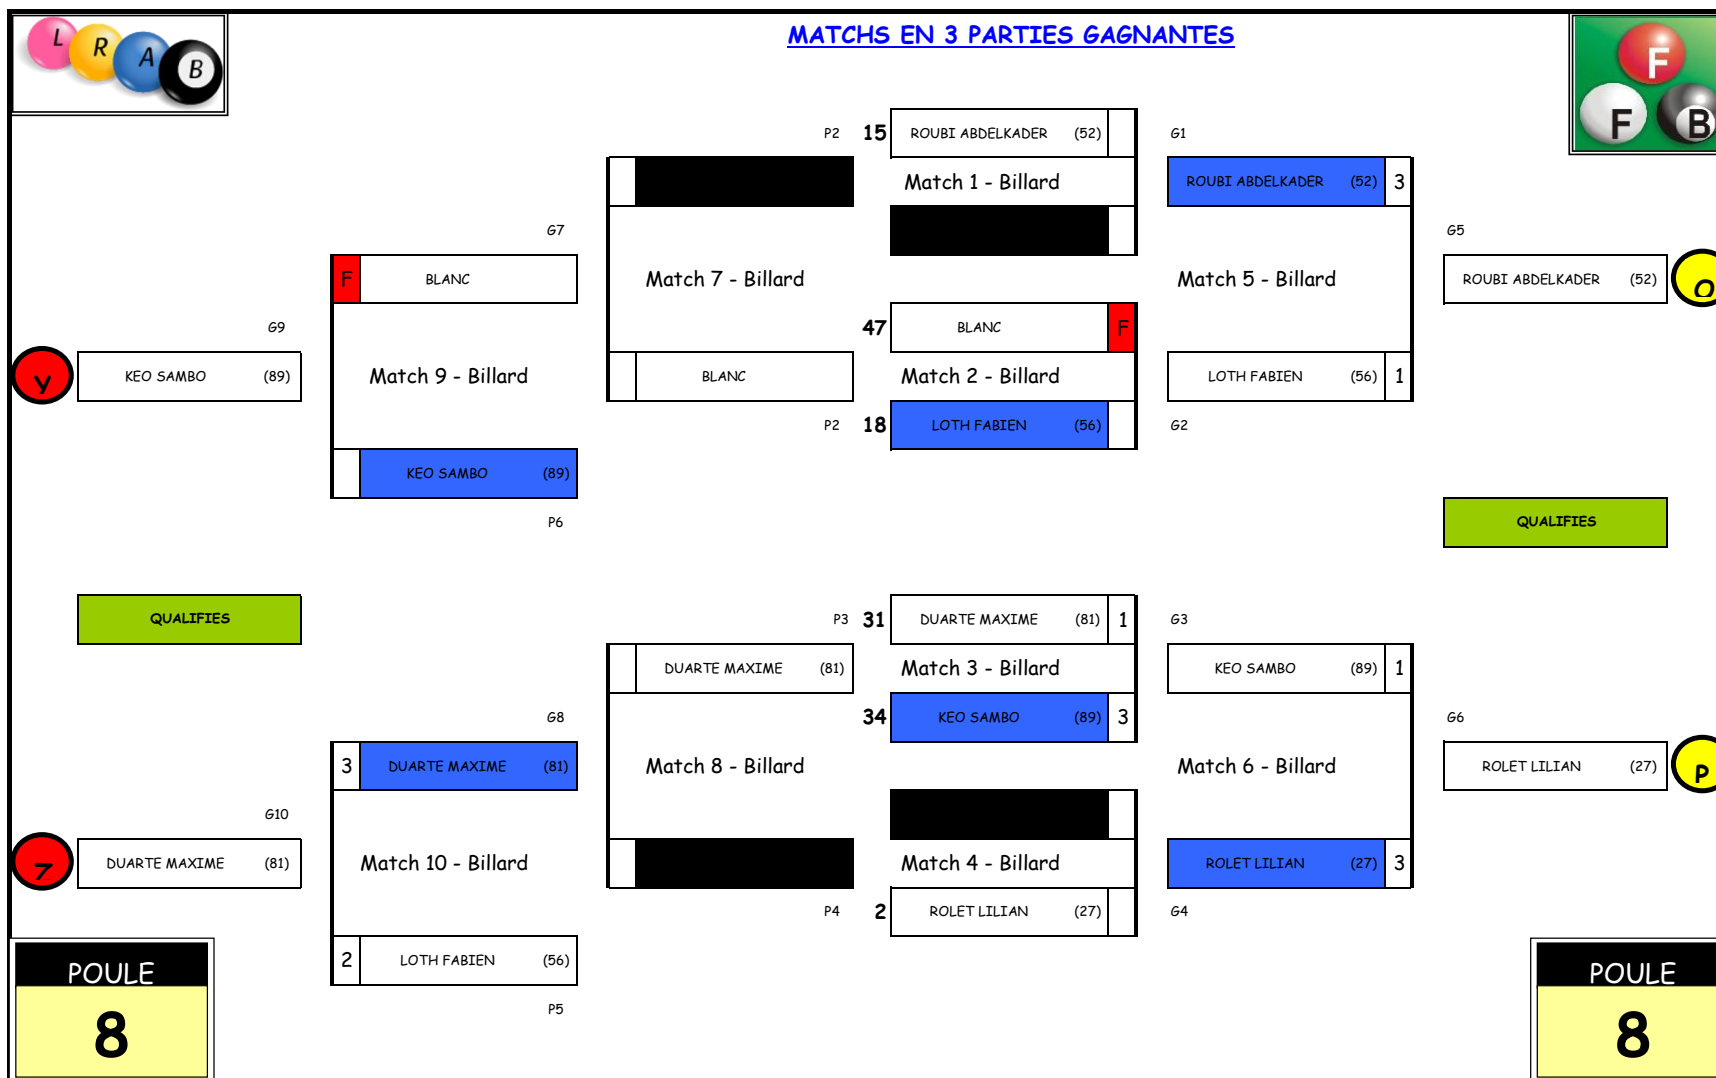 L R A B
MATCHS EN 3 PARTIES GAGNANTES
F F B
P2 15 ROUBI ABDELKADER (52) G1
Match 1 - Billard
ROUBI ABDELKADER (52) 3
G7
G5
F BLANC
Match 7 - Billard
Match 5 - Billard
ROUBI ABDELKADER (52) O
G9
47 BLANC F
Y KEO SAMBO (89)
Match 9 - Billard
BLANC
Match 2 - Billard
LOTH FABIEN (56) 1
P2 18 LOTH FABIEN (56) G2
KEO SAMBO (89)
P6
QUALIFIES
QUALIFIES
P3 31 DUARTE MAXIME (81) 1 G3
DUARTE MAXIME (81)
Match 3 - Billard
KEO SAMBO (89) 1
G8
34 KEO SAMBO (89) 3
G6
3 DUARTE MAXIME (81)
Match 8 - Billard
Match 6 - Billard
ROLET LILIAN (27) P
G10
DUARTE MAXIME (81)
Match 10 - Billard
Match 4 - Billard
ROLET LILIAN (27) 3
P4 2 ROLET LILIAN (27) G4
2 LOTH FABIEN (56)
P5
POULE
8
POULE
8